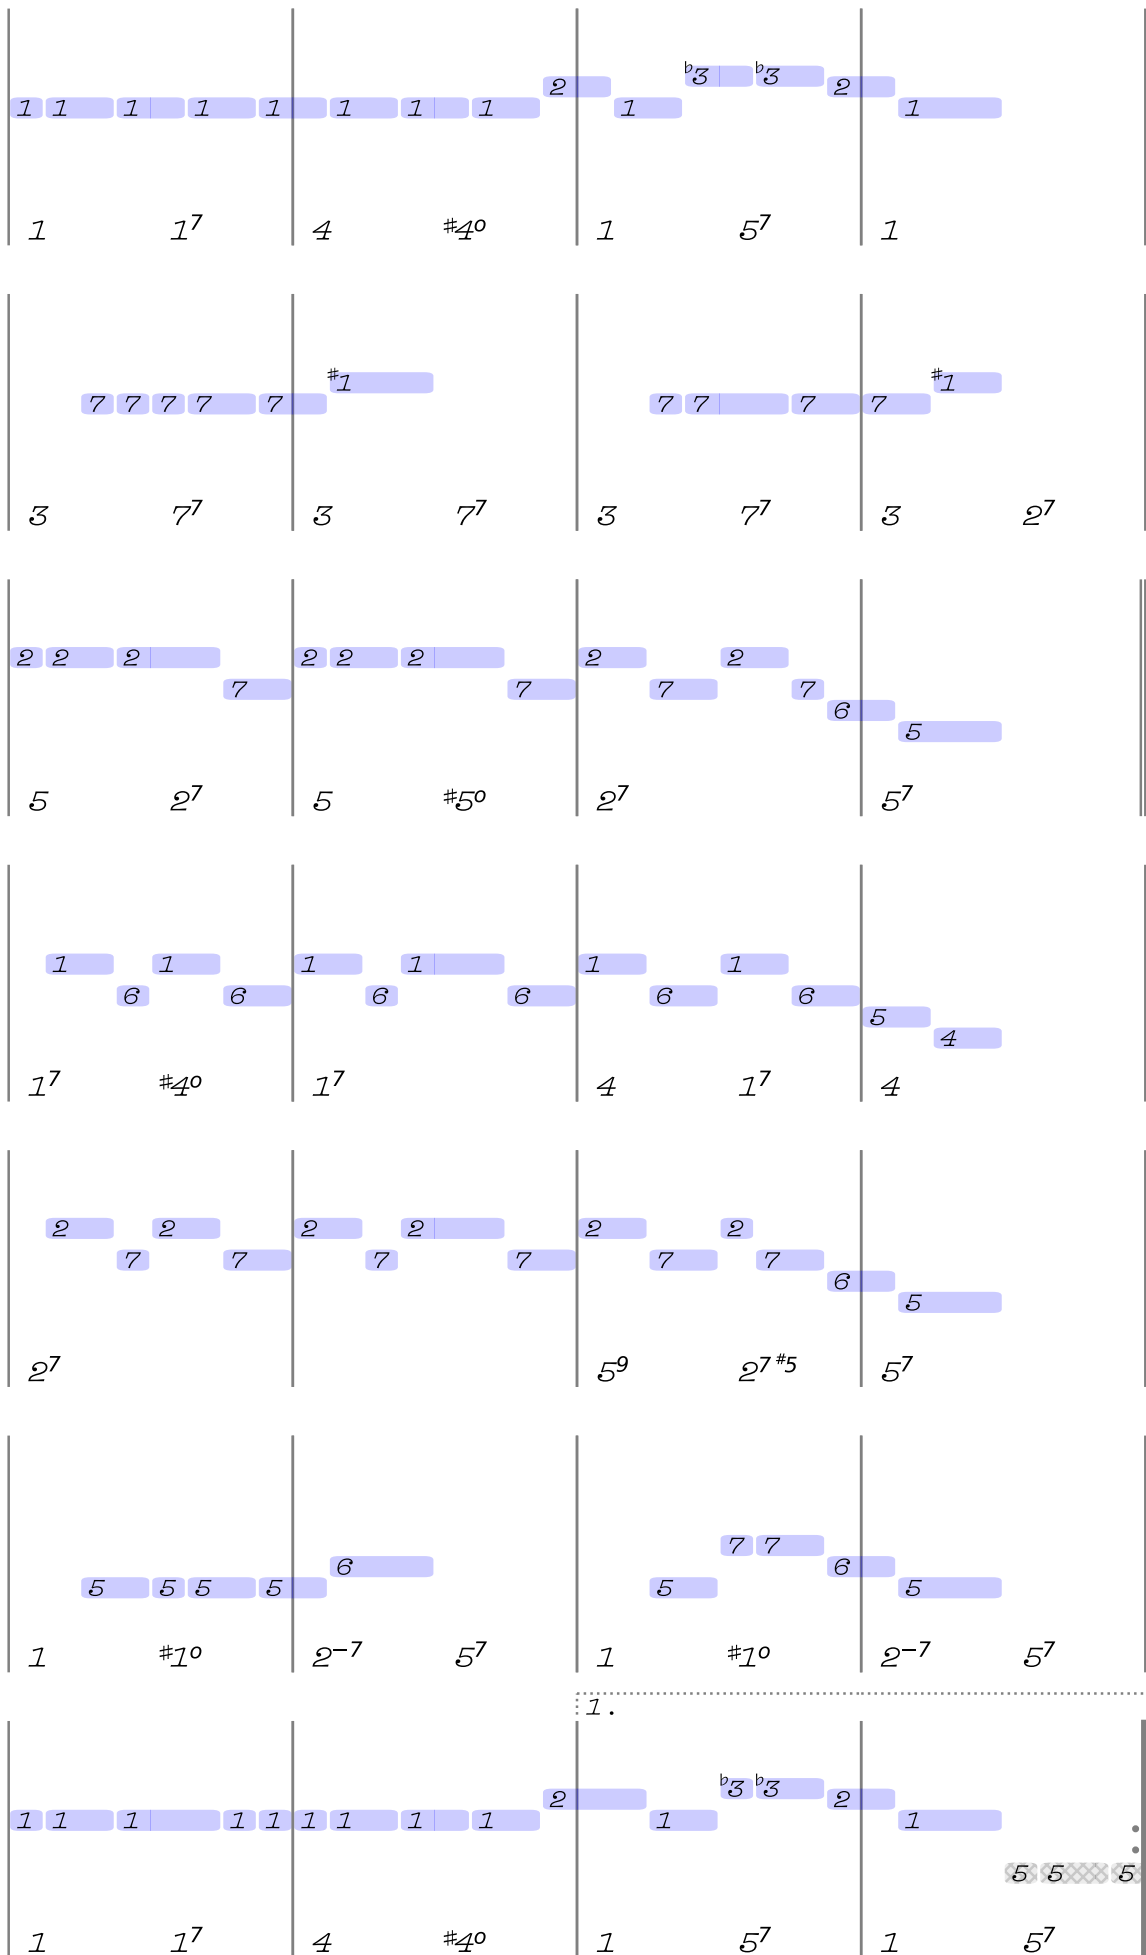 1 1 1 1 1 1 1 1 2 1 ♭3 ♭3 2 1
1 1⁷ 4 ♯4⁰ 1 5⁷ 1
7 7 7 7 7 ♯1 7 7 7 7 ♯1
3 7⁷ 3 7⁷ 3 7⁷ 3 2⁷
2 2 2 7 2 2 2 7 2 7 2 7 6 5
5 2⁷ 5 ♯5⁰ 2⁷ 5⁷
1 6 1 6 1 6 1 6 1 6 1 6 5 4
1⁷ ♯4⁰ 1⁷ 4 1⁷ 4
2 7 2 7 2 7 2 7 2 7 2 7 6 5
2⁷ 5⁹ 2⁷ ♯⁵ 5⁷
5 5 5 5 6 5 7 7 6 5
1 ♯1⁰ 2⁻⁷ 5⁷ 1 ♯1⁰ 2⁻⁷ 5⁷
1.
1 1 1 1 1 1 1 1 1 2 1 ♭3 ♭3 2 1 5 5 5
1 1⁷ 4 ♯4⁰ 1 5⁷ 1 5⁷